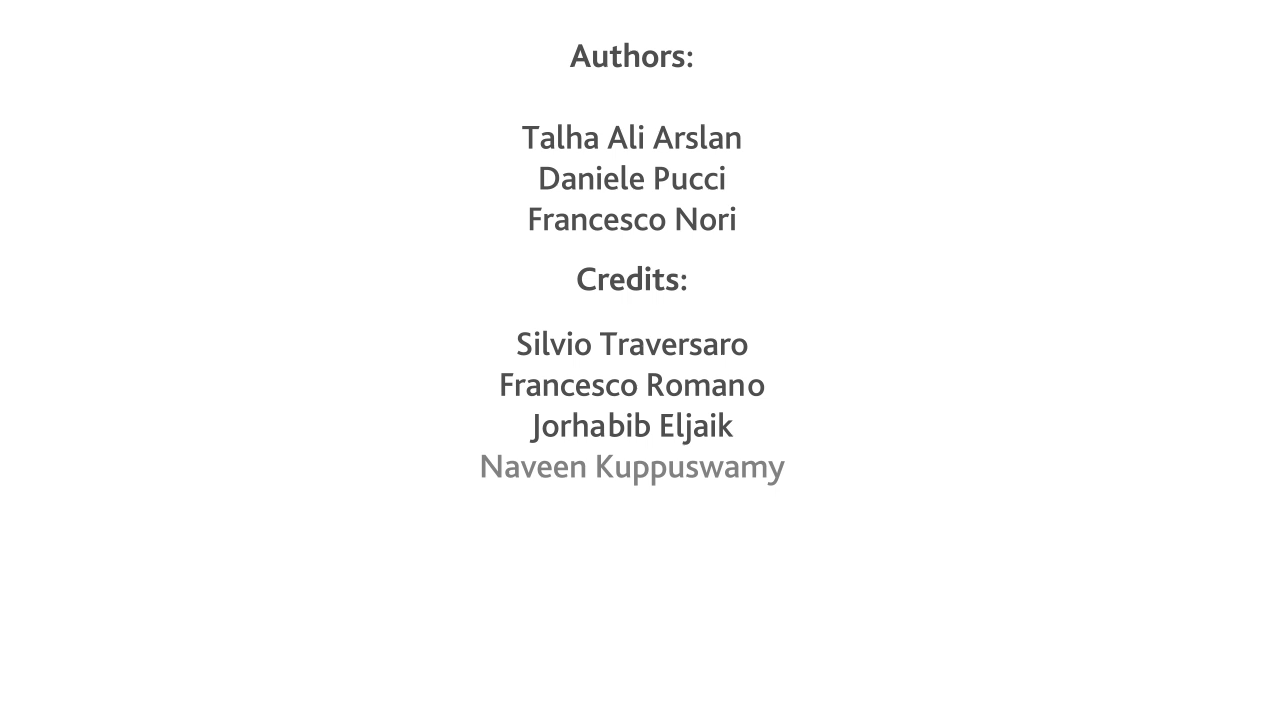 Authors:
Talha Ali Arslan
Daniele Pucci
Francesco Nori
Credits:
Silvio Traversaro
Francesco Romano
Jorhabib Eljaik
Naveen Kuppuswamy